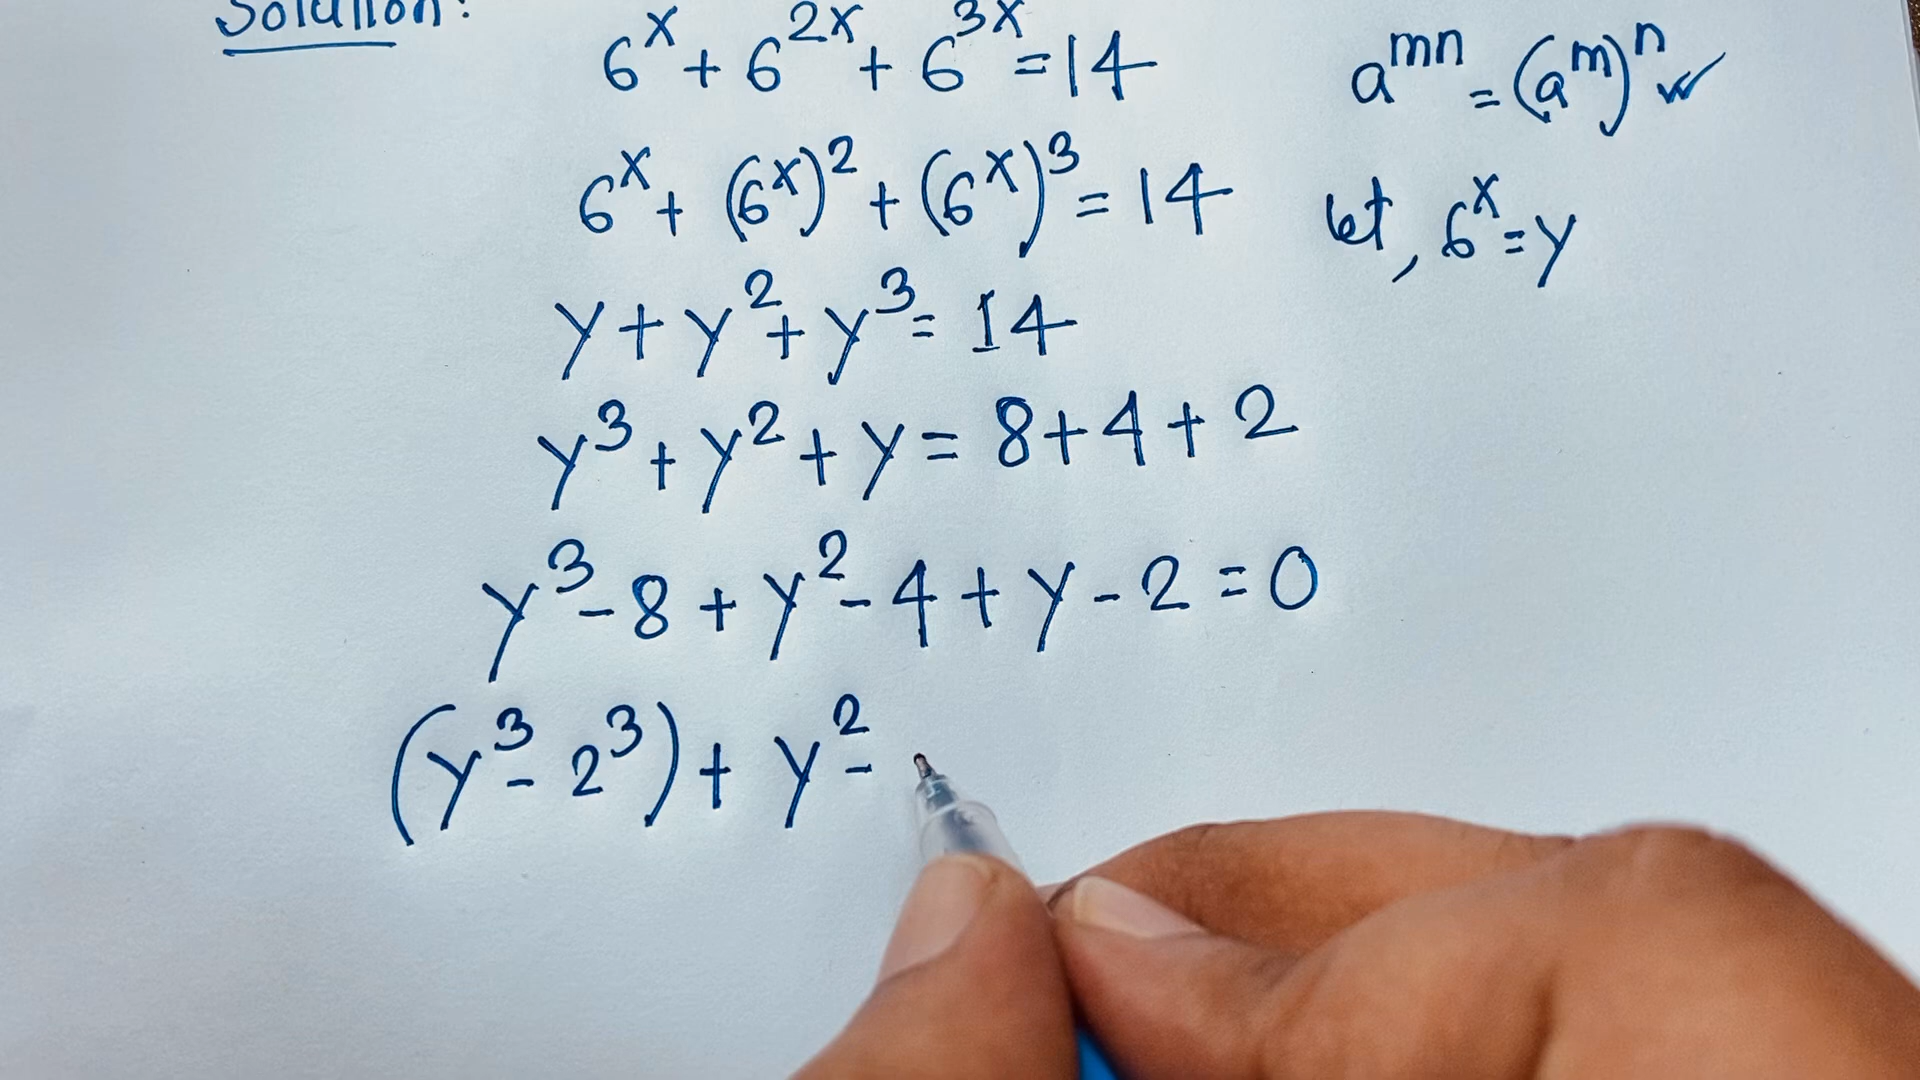 Solution:
6^x + 6^2x + 6^3x = 14
a^mn = (a^m)^n ✓
6^x + (6^x)^2 + (6^x)^3 = 14
let, 6^x = y
y + y^2 + y^3 = 14
y^3 + y^2 + y = 8 + 4 + 2
y^3 - 8 + y^2 - 4 + y - 2 = 0
(y^3 - 2^3) + y^2 -